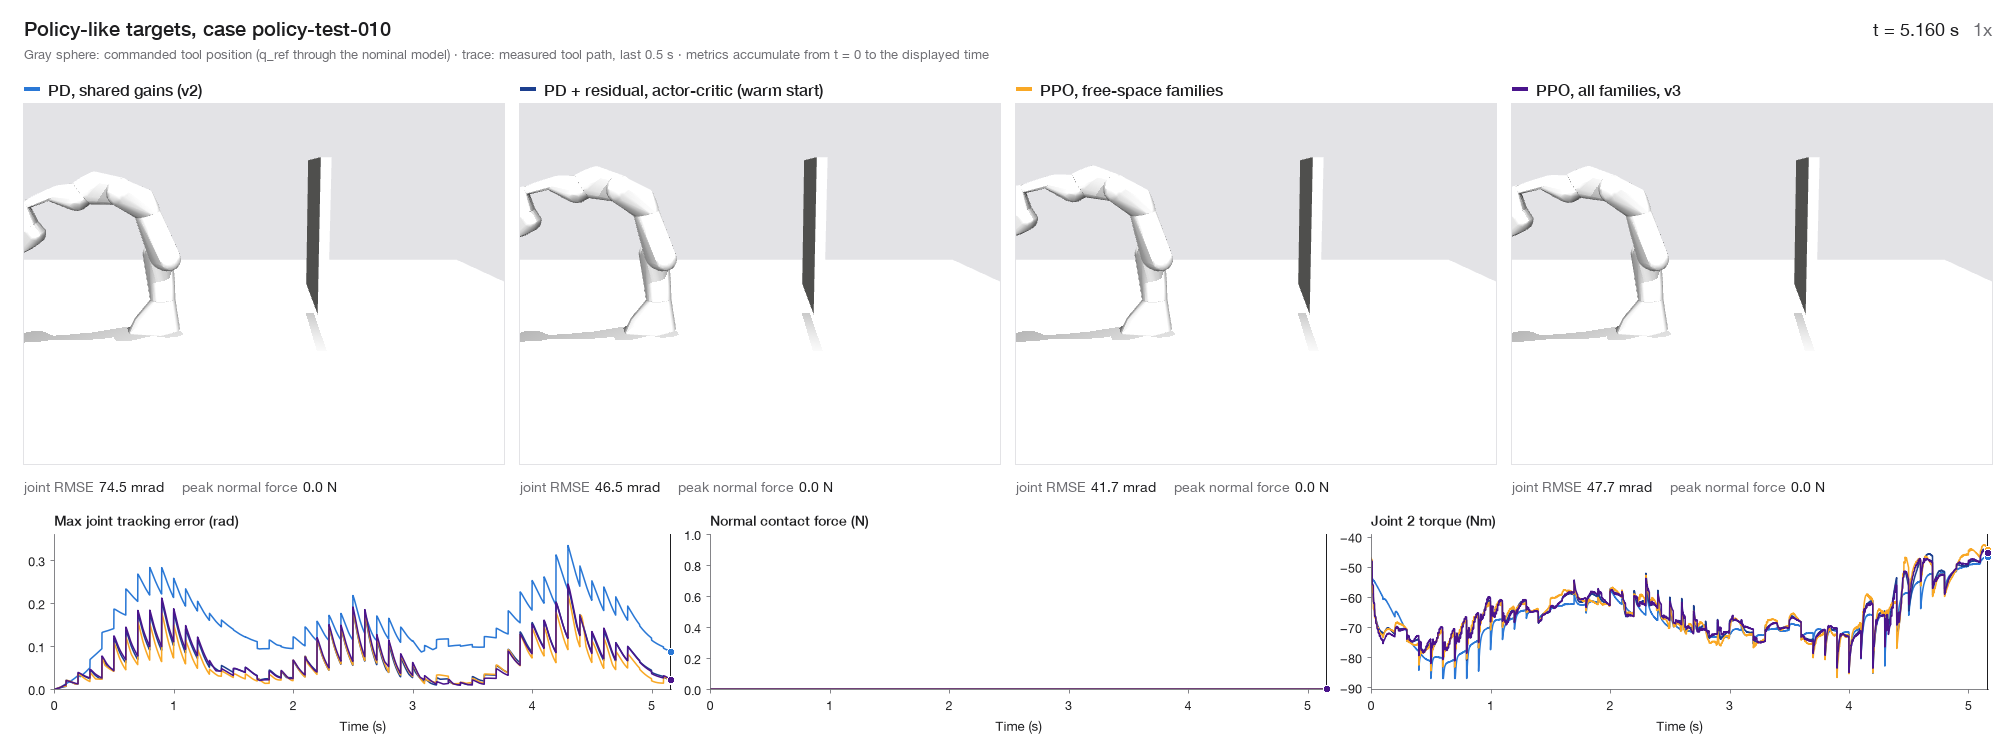 Policy-like targets, case policy-test-010
t = 5.160 s 1x
Gray sphere: commanded tool position (q_ref through the nominal model) · trace: measured tool path, last 0.5 s · metrics accumulate from t = 0 to the displayed time
PD, shared gains (v2)
PD + residual, actor-critic (warm start)
PPO, free-space families
PPO, all families, v3
joint RMSE 74.5 mrad peak normal force 0.0 N
joint RMSE 46.5 mrad peak normal force 0.0 N
joint RMSE 41.7 mrad peak normal force 0.0 N
joint RMSE 47.7 mrad peak normal force 0.0 N
Max joint tracking error (rad)
0.3
0.2
0.1
0.0
0 1 2 3 4 5
Time (s)
Normal contact force (N)
1.0
0.8
0.6
0.4
0.2
0.0
0 1 2 3 4 5
Time (s)
Joint 2 torque (Nm)
−40
−50
−60
−70
−80
−90
0 1 2 3 4 5
Time (s)